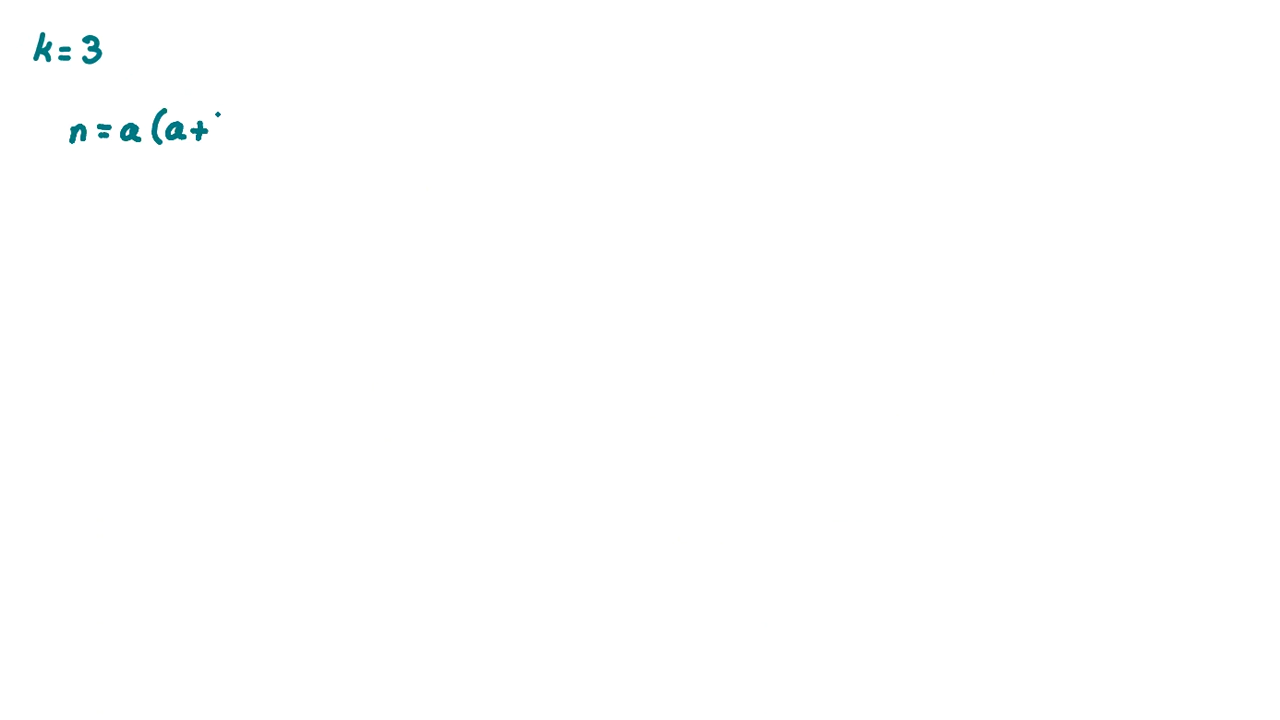 k = 3
n = a (a +